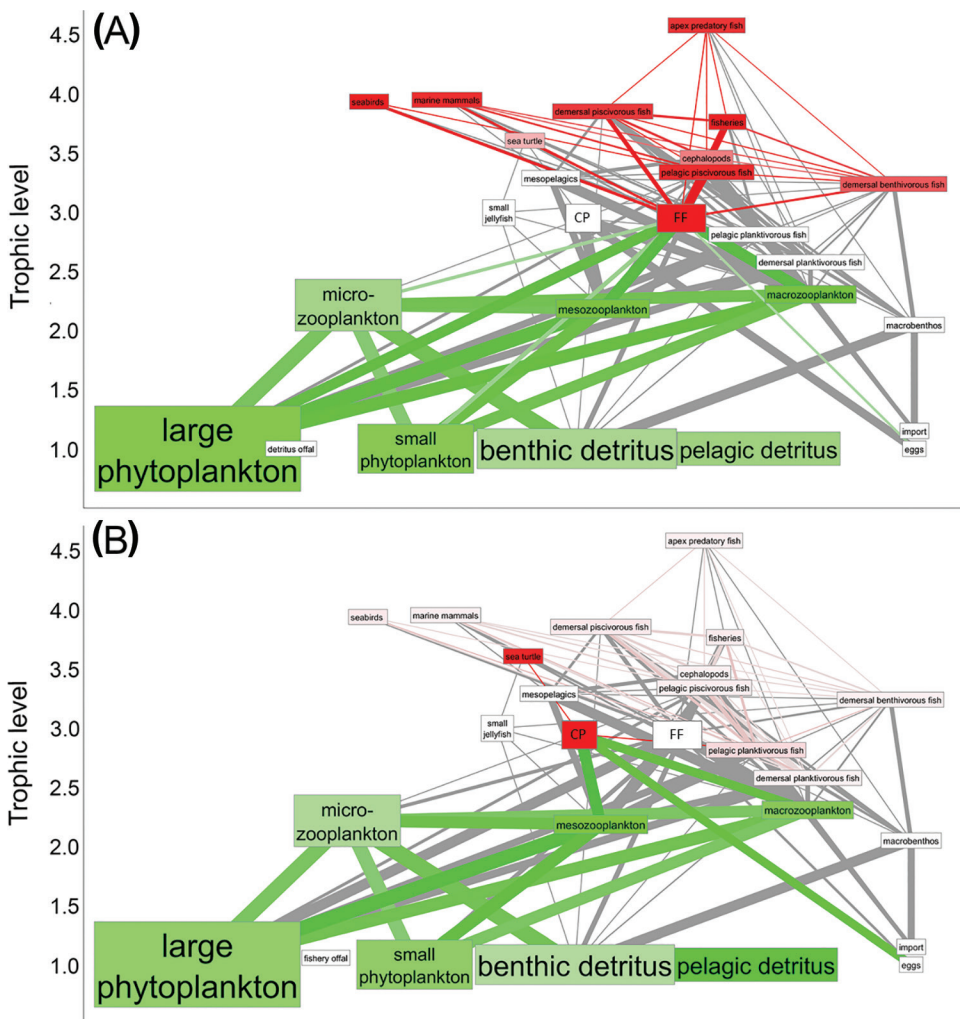 (A)
Trophic level
4.5
4.0
3.5
3.0
2.5
2.0
1.5
1.0
apex predatory fish
seabirds
marine mammals
demersal piscivorous fish
fisheries
sea turtle
cephalopods
pelagic piscivorous fish
mesopelagics
demersal benthivorous fish
small
jellyfish
CP
FF
pelagic planktivorous fish
demersal planktivorous fish
micro-
zooplankton
mesozooplankton
macrozooplankton
macrobenthos
large
phytoplankton
detritus offal
small
phytoplankton
benthic detritus
pelagic detritus
import
eggs
(B)
Trophic level
4.5
4.0
3.5
3.0
2.5
2.0
1.5
1.0
apex predatory fish
seabirds
marine mammals
demersal piscivorous fish
fisheries
sea turtle
cephalopods
pelagic piscivorous fish
mesopelagics
demersal benthivorous fish
small
jellyfish
CP
FF
pelagic planktivorous fish
demersal planktivorous fish
micro-
zooplankton
mesozooplankton
macrozooplankton
macrobenthos
large
phytoplankton
fishery offal
small
phytoplankton
benthic detritus
pelagic detritus
import
eggs